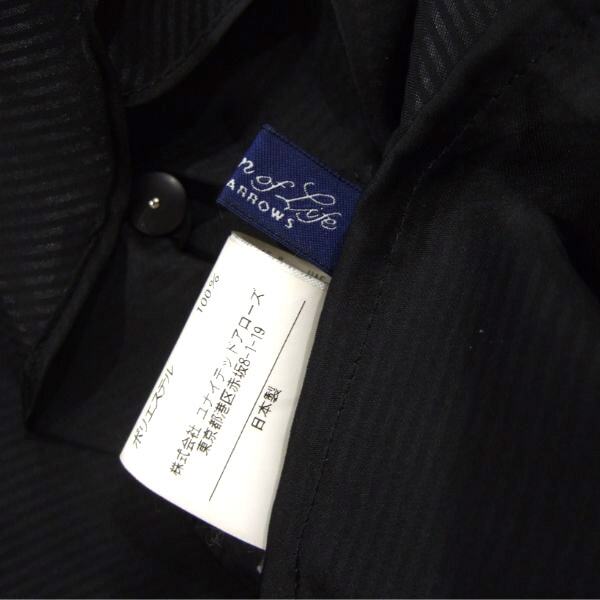 n of Life
ARROWS
ポリエステル 100%
株式会社 ユナイテッドアローズ
東京都港区赤坂8-1-19
日本製